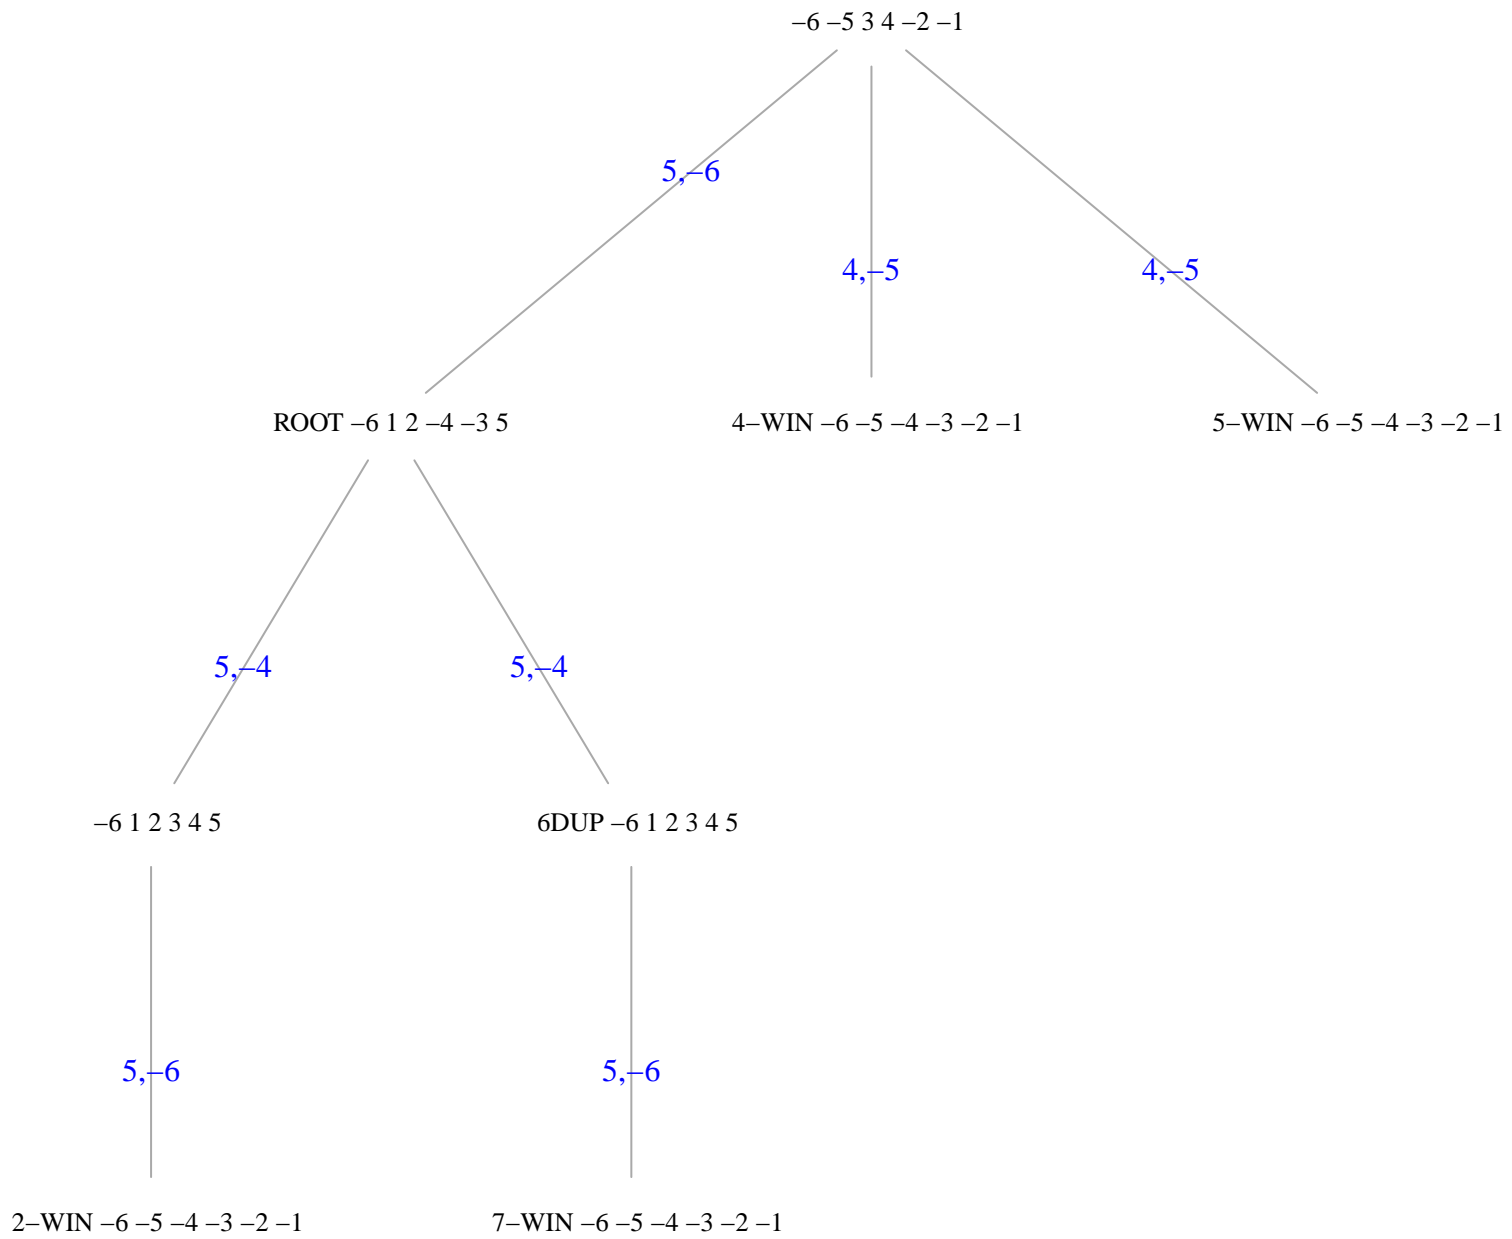 –6 –5 3 4 –2 –1
5,–6
4,–5
4,–5
ROOT –6 1 2 –4 –3 5
4–WIN –6 –5 –4 –3 –2 –1
5–WIN –6 –5 –4 –3 –2 –1
5,–4
5,–4
–6 1 2 3 4 5
6DUP –6 1 2 3 4 5
5,–6
5,–6
2–WIN –6 –5 –4 –3 –2 –1
7–WIN –6 –5 –4 –3 –2 –1